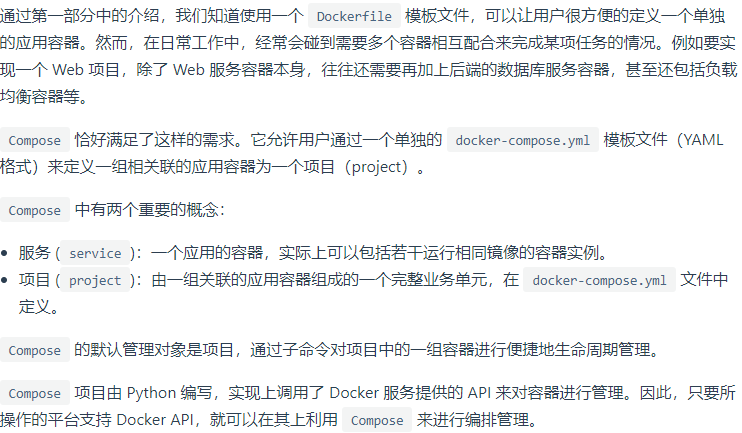 通过第一部分中的介绍，我们知道使用一个 Dockerfile 模板文件，可以让用户很方便的定义一个单独
的应用容器。然而，在日常工作中，经常会碰到需要多个容器相互配合来完成某项任务的情况。例如要实
现一个 Web 项目，除了 Web 服务容器本身，往往还需要再加上后端的数据库服务容器，甚至还包括负载
均衡容器等。
Compose 恰好满足了这样的需求。它允许用户通过一个单独的 docker-compose.yml 模板文件（YAML
格式）来定义一组相关联的应用容器为一个项目（project）。
Compose 中有两个重要的概念：
• 服务 ( service )：一个应用的容器，实际上可以包括若干运行相同镜像的容器实例。
• 项目 ( project )：由一组关联的应用容器组成的一个完整业务单元，在 docker-compose.yml 文件中
定义。
Compose 的默认管理对象是项目，通过子命令对项目中的一组容器进行便捷地生命周期管理。
Compose 项目由 Python 编写，实现上调用了 Docker 服务提供的 API 来对容器进行管理。因此，只要所
操作的平台支持 Docker API，就可以在其上利用 Compose 来进行编排管理。